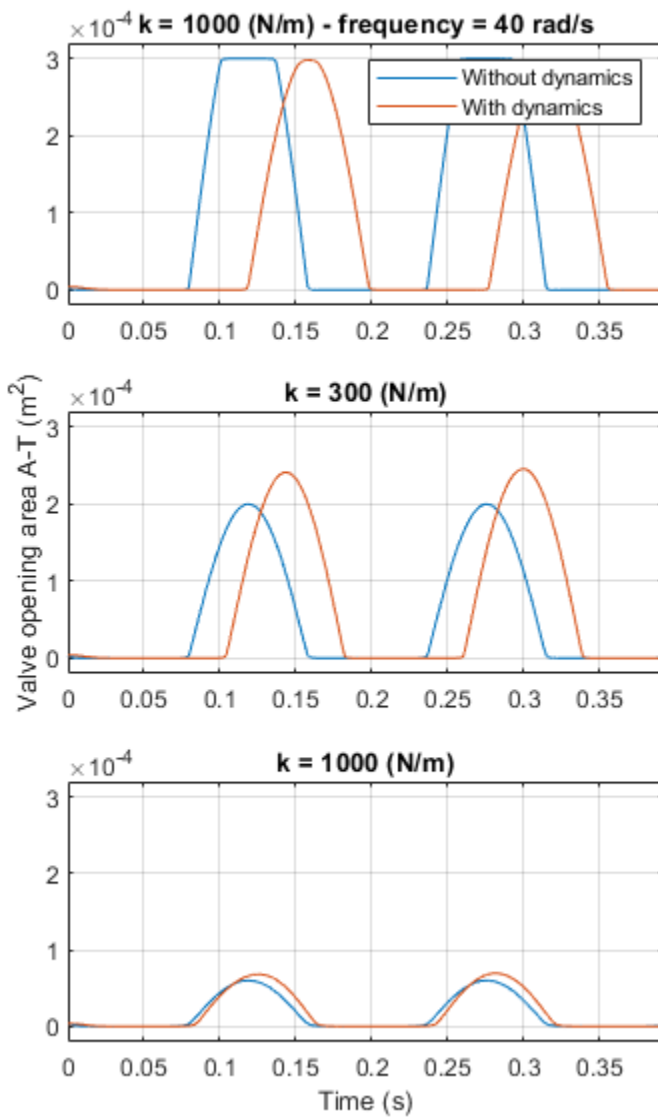 ×10⁻⁴ k = 1000 (N/m) - frequency = 40 rad/s
3
2
1
0
Without dynamics
With dynamics
0 0.05 0.1 0.15 0.2 0.25 0.3 0.35
Valve opening area A-T (m²)
×10⁻⁴ k = 300 (N/m)
3
2
1
0
0 0.05 0.1 0.15 0.2 0.25 0.3 0.35
×10⁻⁴ k = 1000 (N/m)
3
2
1
0
0 0.05 0.1 0.15 0.2 0.25 0.3 0.35
Time (s)